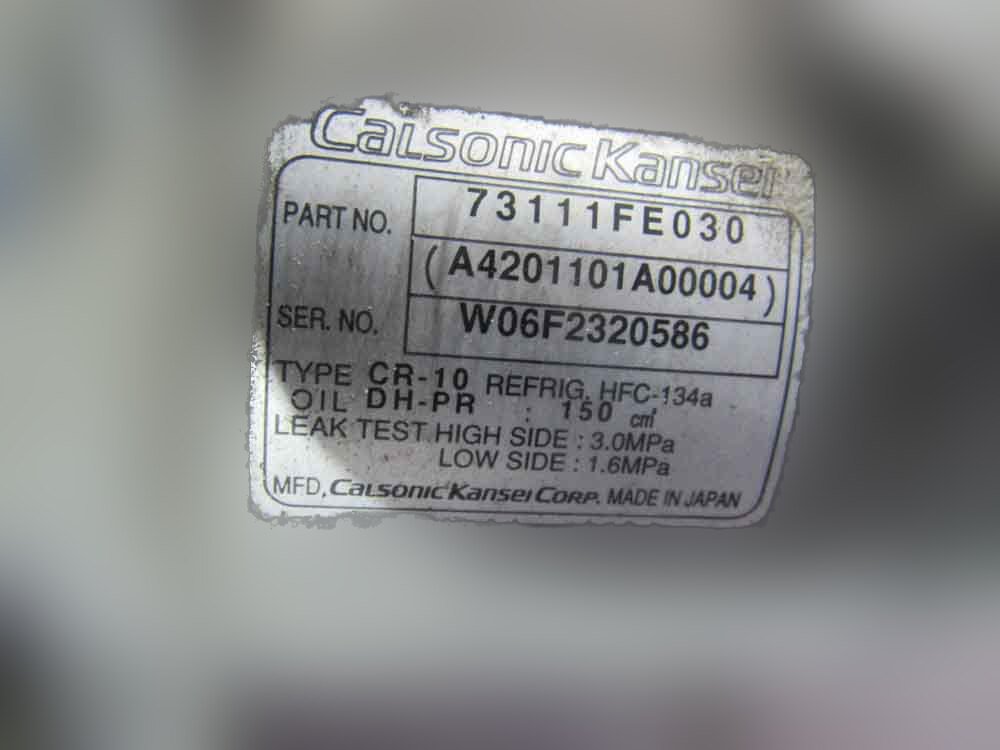 Calsonic Kansei
PART NO. 73111FE030
(A4201101A00004)
SER. NO. W06F2320586
TYPE CR-10 REFRIG. HFC-134a
OIL DH-PR : 150 cm³
LEAK TEST HIGH SIDE : 3.0MPa
LOW SIDE : 1.6MPa
MFD. Calsonic Kansei Corp. MADE IN JAPAN